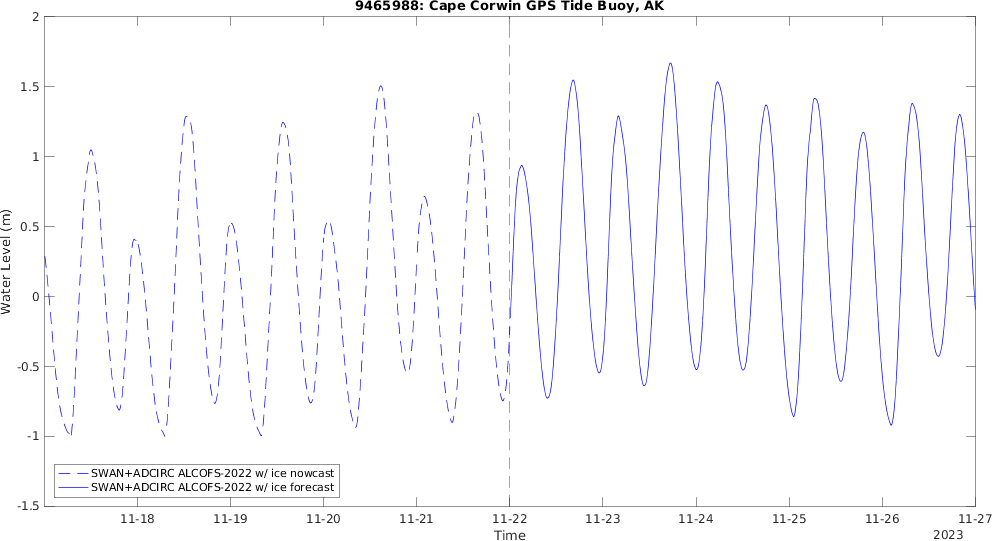 9465988: Cape Corwin GPS Tide Buoy, AK
2
1.5
1
0.5
0
-0.5
-1
-1.5
Water Level (m)
SWAN+ADCIRC ALCOFS-2022 w/ ice nowcast
SWAN+ADCIRC ALCOFS-2022 w/ ice forecast
11-18 11-19 11-20 11-21 11-22 11-23 11-24 11-25 11-26 11-27
Time
2023